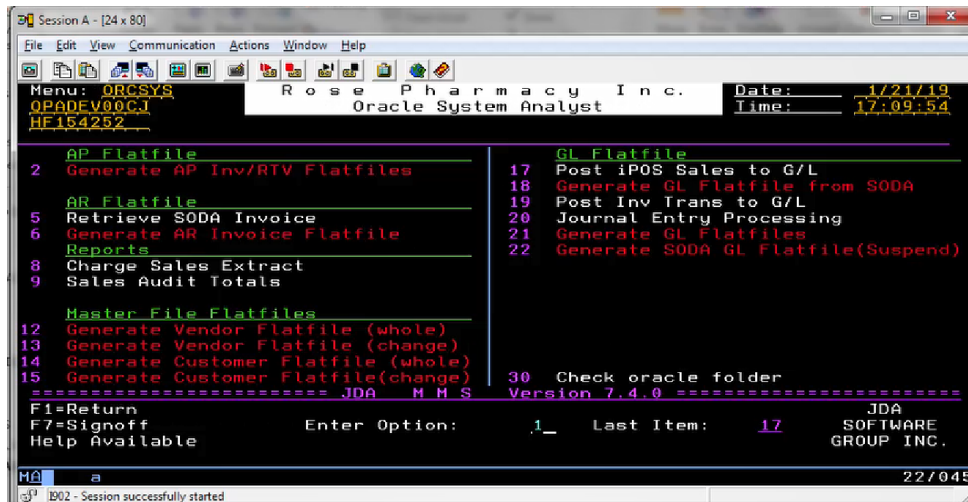 Session A - [24 x 80]
File Edit View Communication Actions Window Help
Menu: ORCSYS Rose Pharmacy Inc. Date: 1/21/19
QPADEV00CJ Oracle System Analyst Time: 17:09:54
HF154252
AP Flatfile GL Flatfile
2 Generate AP Inv/RTV Flatfiles 17 Post iPOS Sales to G/L
18 Generate GL Flatfile from SODA
AR Flatfile 19 Post Inv Trans to G/L
5 Retrieve SODA Invoice 20 Journal Entry Processing
6 Generate AR Invoice Flatfile 21 Generate GL Flatfiles
Reports 22 Generate SODA GL Flatfile(Suspend)
8 Charge Sales Extract
9 Sales Audit Totals
Master File Flatfiles
12 Generate Vendor Flatfile (whole)
13 Generate Vendor Flatfile (change)
14 Generate Customer Flatfile (whole)
15 Generate Customer Flatfile(change) 30 Check oracle folder
========================= JDA M M S Version 7.4.0 =========================
F1=Return JDA
F7=Signoff Enter Option: 1 Last Item: 17 SOFTWARE
Help Available GROUP INC.
MA a 22/045
I902 - Session successfully started